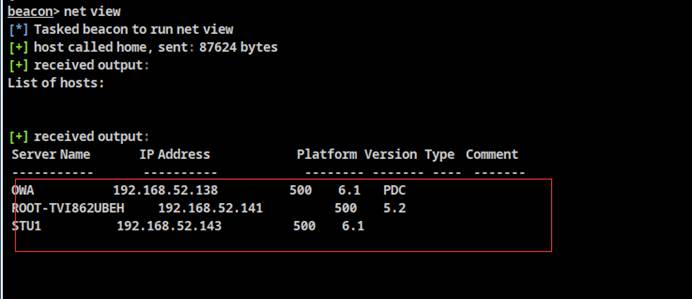 beacon> net view
[*] Tasked beacon to run net view
[+] host called home, sent: 87624 bytes
[+] received output:
List of hosts:
[+] received output:
Server Name IP Address Platform Version Type Comment
----------- ---------- -------- ------- ---- -------
OWA 192.168.52.138 500 6.1 PDC
ROOT-TVI862UBEH 192.168.52.141 500 5.2
STU1 192.168.52.143 500 6.1